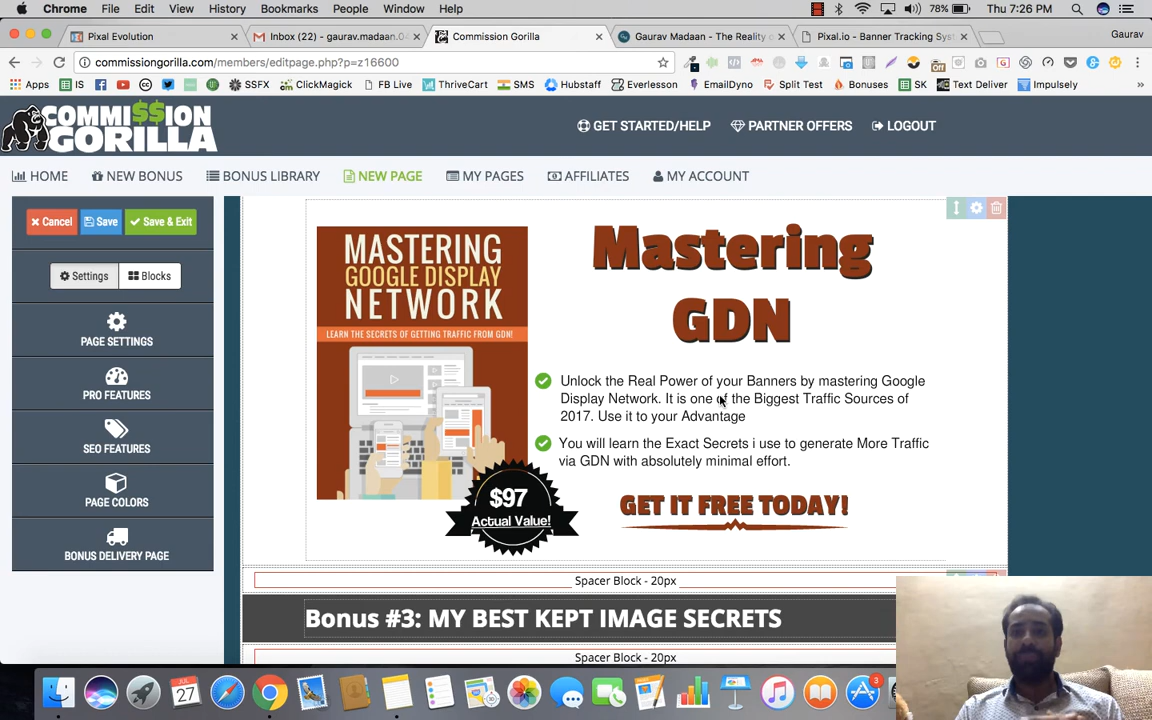 Chrome File Edit View History Bookmarks People Window Help 78% Thu 7:26 PM
Pixal Evolution Inbox (22) - gaurav.madaan.04 Commission Gorilla Gaurav Madaan - The Reality o Pixal.io - Banner Tracking Sys Gaurav
commissiongorilla.com/members/editpage.php?p=z16600
Apps IS SSFX ClickMagick FB Live ThriveCart SMS Hubstaff Everlesson EmailDyno Split Test Bonuses SK Text Deliver Impulsely »
COMMI$$ION
GORILLA
GET STARTED/HELP PARTNER OFFERS LOGOUT
HOME NEW BONUS BONUS LIBRARY NEW PAGE MY PAGES AFFILIATES MY ACCOUNT
Cancel Save Save & Exit
Settings Blocks
PAGE SETTINGS
PRO FEATURES
SEO FEATURES
PAGE COLORS
BONUS DELIVERY PAGE
MASTERING
GOOGLE DISPLAY
NETWORK
LEARN THE SECRETS OF GETTING TRAFFIC FROM GDN!
$97
Actual Value!
Mastering
GDN
Unlock the Real Power of your Banners by mastering Google
Display Network. It is one of the Biggest Traffic Sources of
2017. Use it to your Advantage
You will learn the Exact Secrets i use to generate More Traffic
via GDN with absolutely minimal effort.
GET IT FREE TODAY!
Spacer Block - 20px
Bonus #3: MY BEST KEPT IMAGE SECRETS
Spacer Block - 20px
JUL
27
3